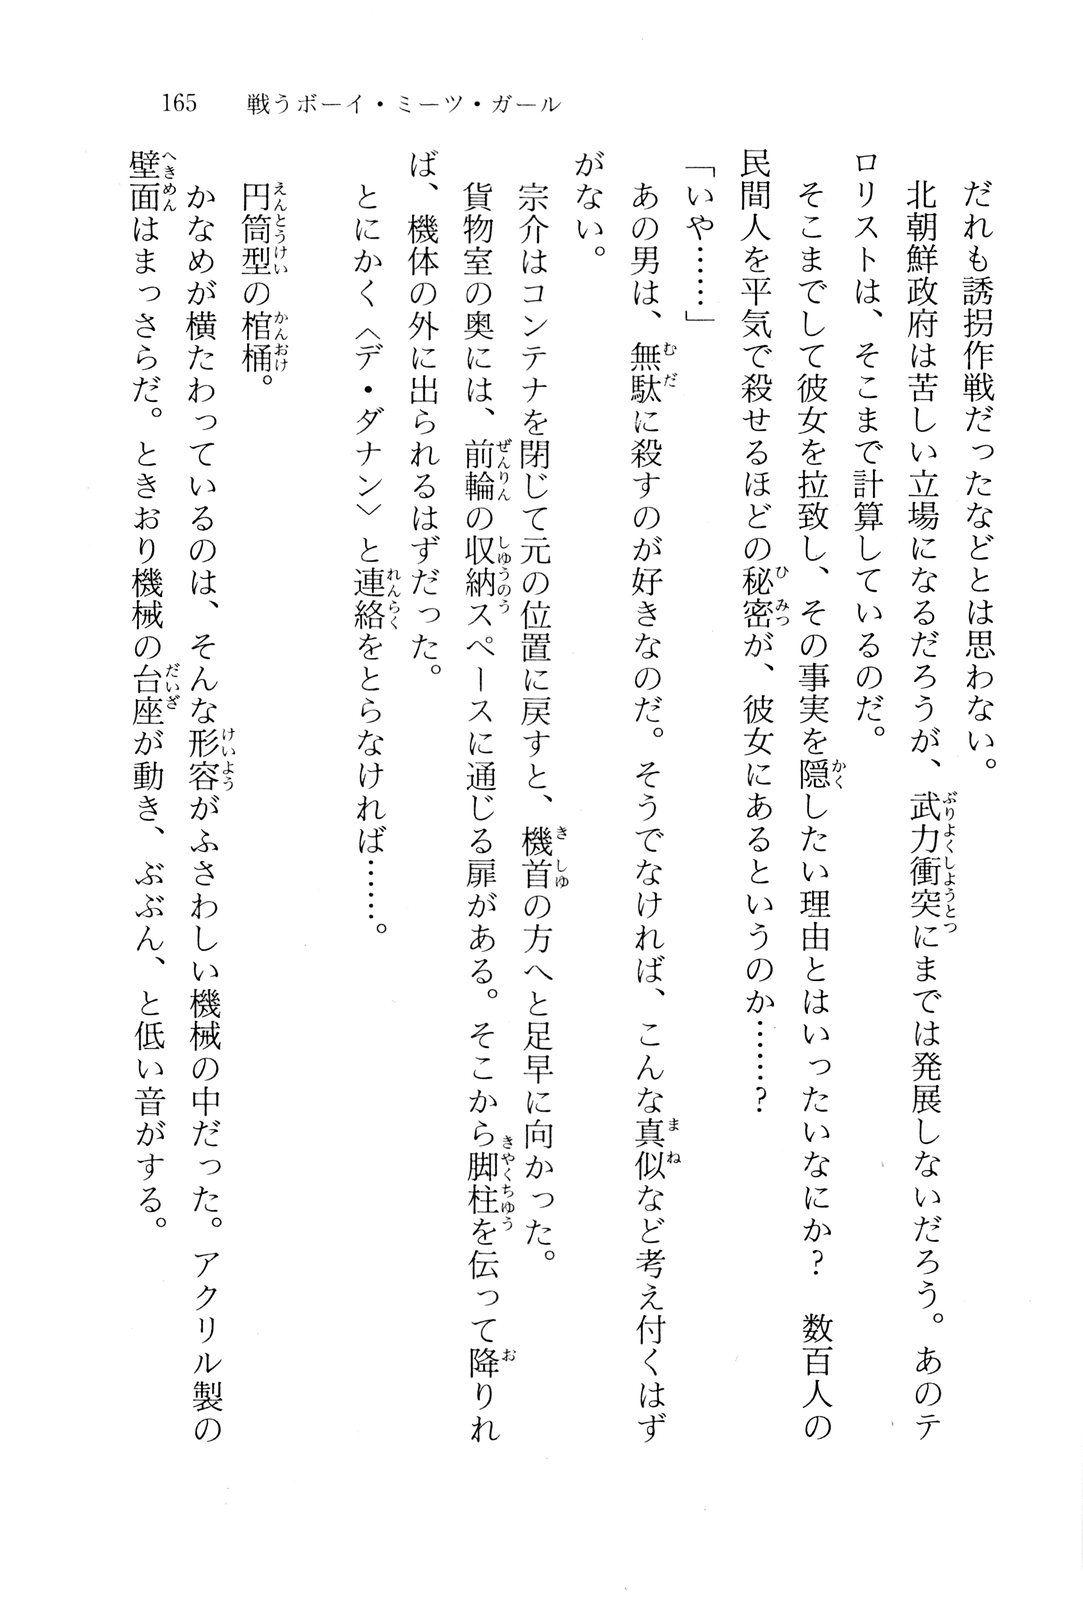 165　戦うボーイ・ミーツ・ガール
だれも誘拐作戦だったなどとは思わない。
北朝鮮政府は苦しい立場になるだろうが、武力衝突にまでは発展しないだろう。あのテ
ロリストは、そこまで計算しているのだ。
そこまでして彼女を拉致し、その事実を隠したい理由とはいったいなにか？　数百人の
民間人を平気で殺せるほどの秘密が、彼女にあるというのか……？
「いや……」
あの男は、無駄に殺すのが好きなのだ。そうでなければ、こんな真似など考え付くはず
がない。
宗介はコンテナを閉じて元の位置に戻すと、機首の方へと足早に向かった。
貨物室の奥には、前輪の収納スペースに通じる扉がある。そこから脚柱を伝って降りれ
ば、機体の外に出られるはずだった。
とにかく〈デ・ダナン〉と連絡をとらなければ……。
円筒型の棺桶。
かなめが横たわっているのは、そんな形容がふさわしい機械の中だった。アクリル製の
壁面はまっさらだ。ときおり機械の台座が動き、ぶぶん、と低い音がする。